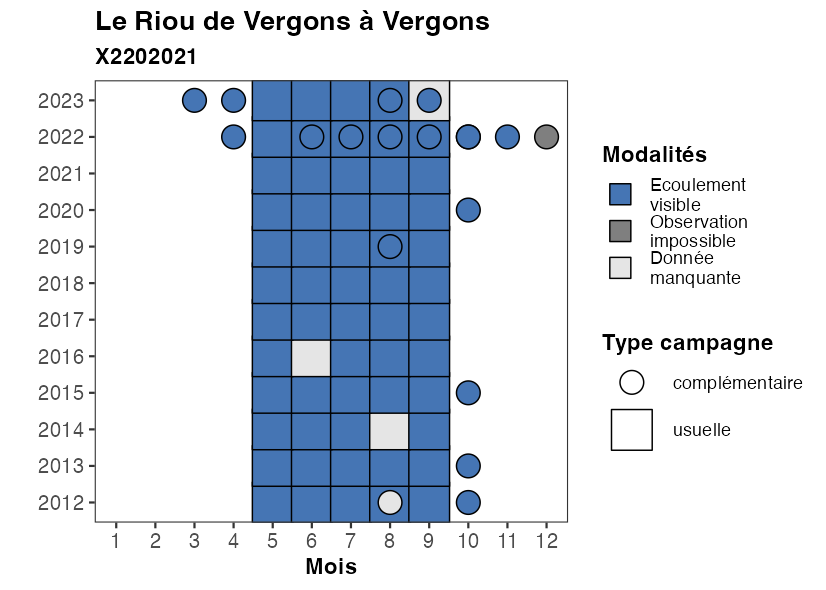 Le Riou de Vergons à Vergons
X2202021
2023
2022
2021
2020
2019
2018
2017
2016
2015
2014
2013
2012
1 2 3 4 5 6 7 8 9 10 11 12
Mois
Modalités
Ecoulement
visible
Observation
impossible
Donnée
manquante
Type campagne
complémentaire
usuelle